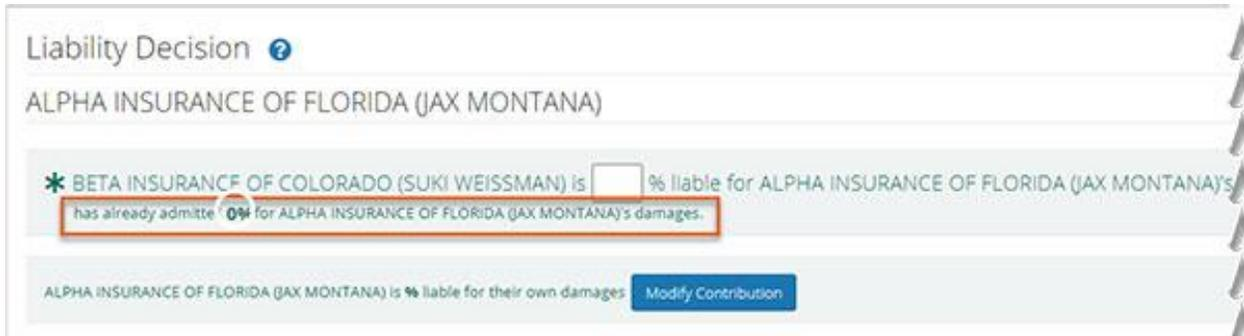 Liability Decision ?
ALPHA INSURANCE OF FLORIDA (JAX MONTANA)
* BETA INSURANCE OF COLORADO (SUKI WEISSMAN) is % liable for ALPHA INSURANCE OF FLORIDA (JAX MONTANA)'s
has already admitte 0% for ALPHA INSURANCE OF FLORIDA (JAX MONTANA)'s damages.
ALPHA INSURANCE OF FLORIDA (JAX MONTANA) is % liable for their own damages Modify Contribution